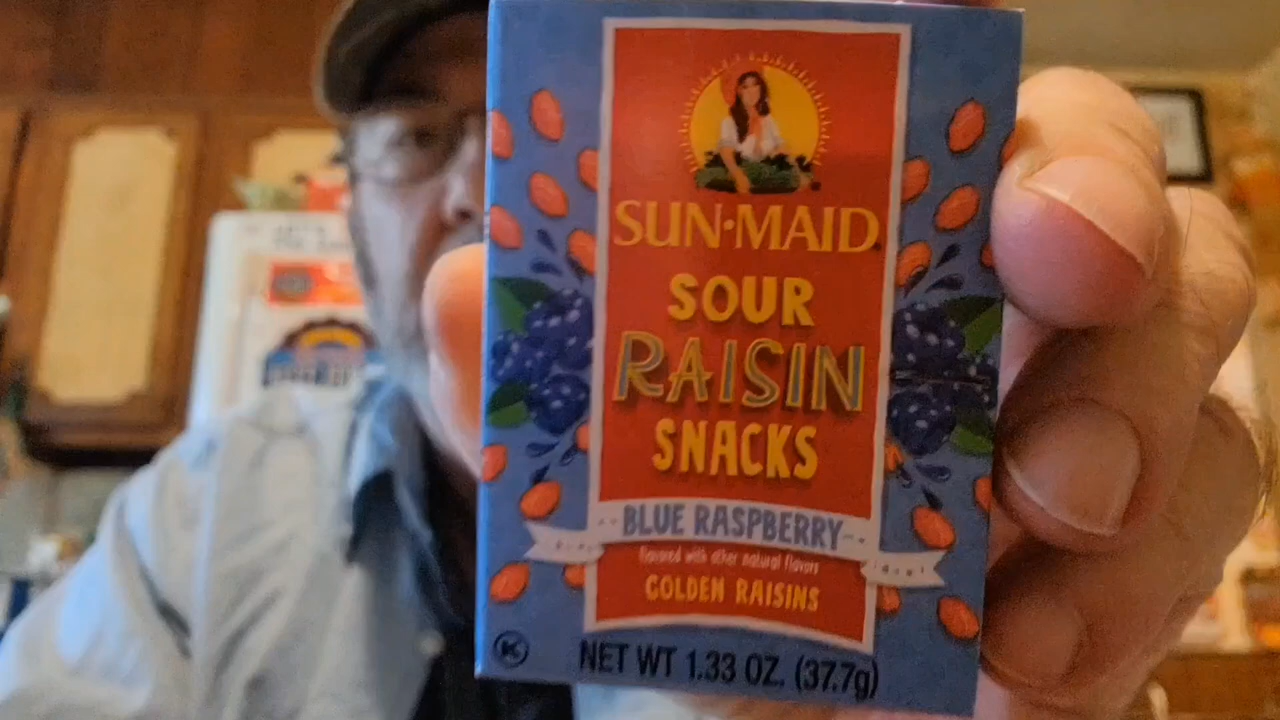 SUN-MAID
SOUR
RAISIN
SNACKS
BLUE RASPBERRY
flavored with other natural flavors
GOLDEN RAISINS
K
NET WT 1.33 OZ. (37.7g)